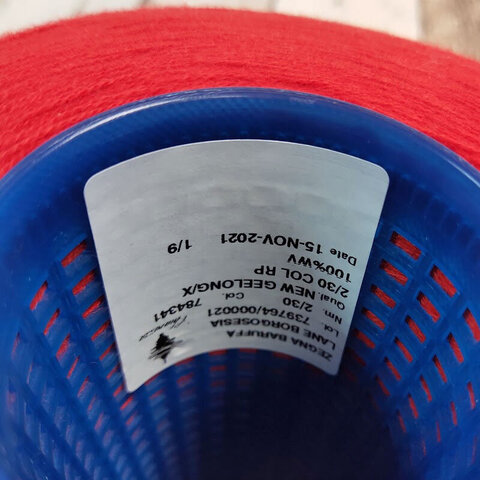 ZEGNA BARUFFA
LANE BORGOSESIA
Lot. 739764/000021
Nm. 2/30 Col. 784341
Qual. NEW GEELONG/X
2/30 COL RP
100%WV
Date 15-NOV-2021 1/9